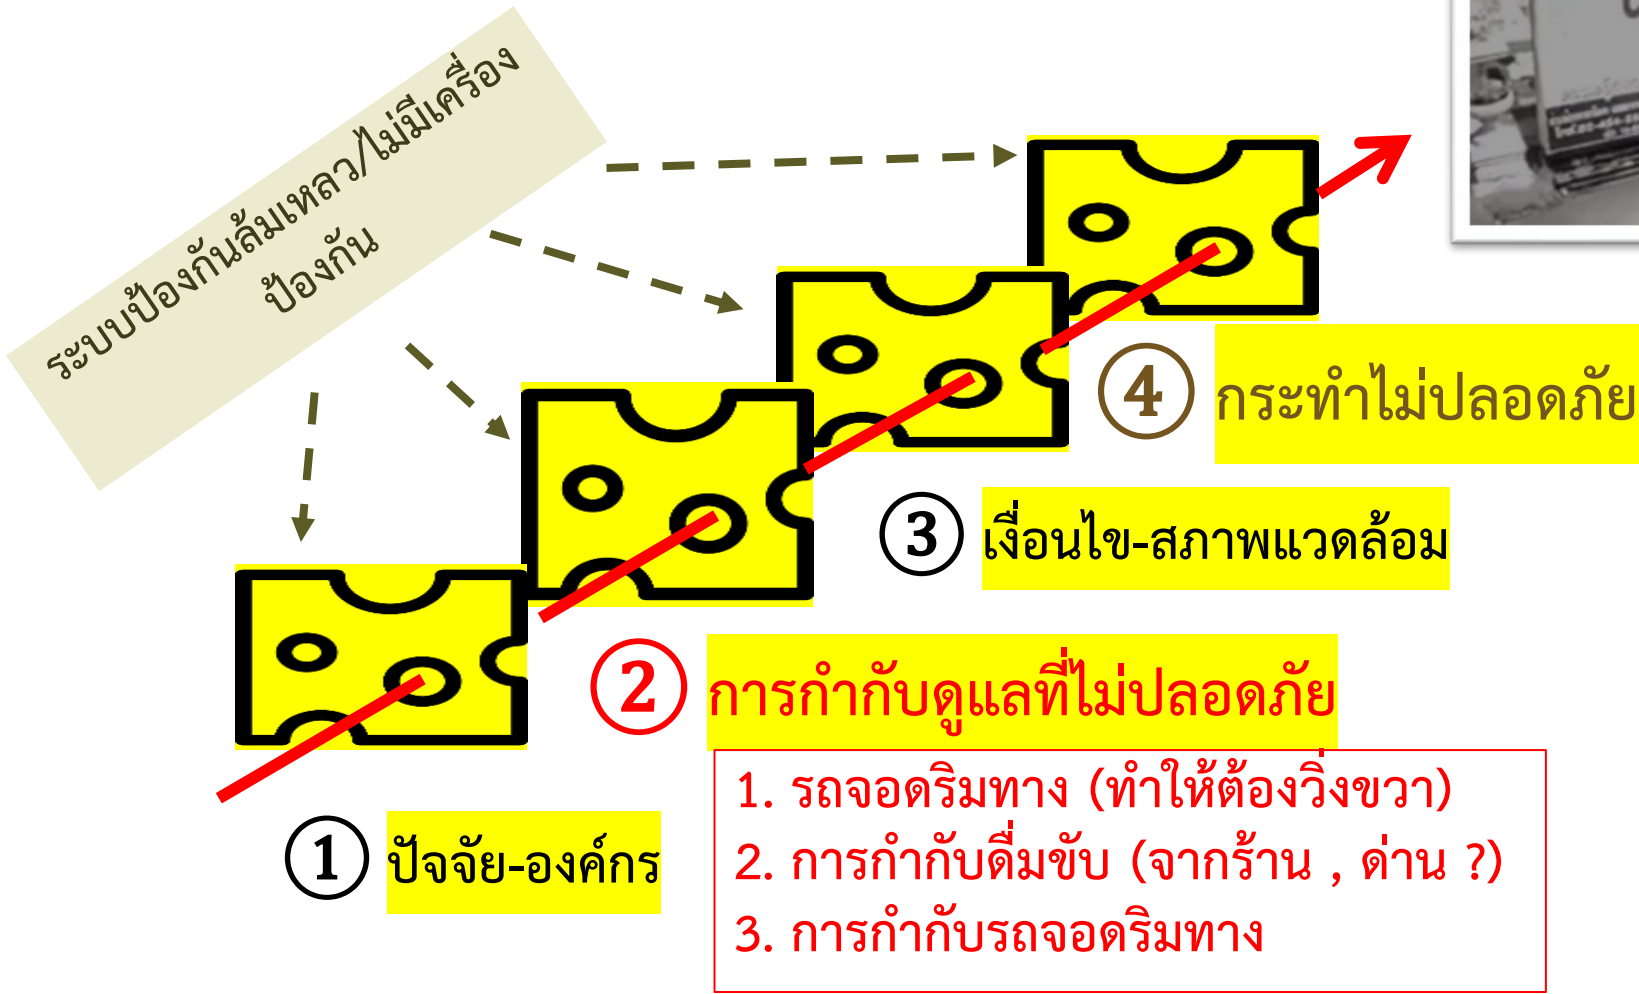 ระบบป้องกันล้มเหลว/ไม่มีเครื่อง
ป้องกัน
④ กระทำไม่ปลอดภัย
③ เงื่อนไข-สภาพแวดล้อม
② การกำกับดูแลที่ไม่ปลอดภัย
1. รถจอดริมทาง (ทำให้ต้องวิ่งขวา)
2. การกำกับดื่มขับ (จากร้าน , ด่าน ?)
3. การกำกับรถจอดริมทาง
① ปัจจัย-องค์กร